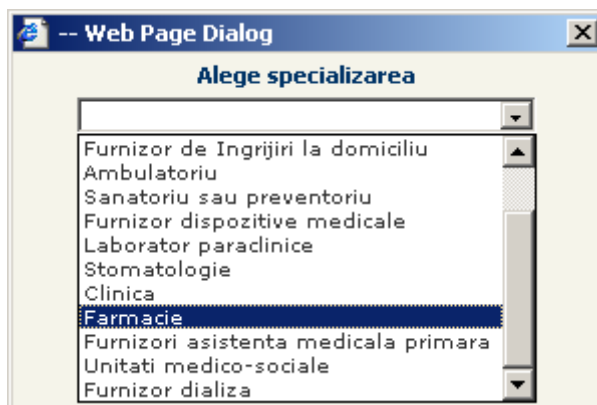 -- Web Page Dialog
Alege specializarea
Furnizor de Ingrijiri la domiciliu
Ambulatoriu
Sanatoriu sau preventoriu
Furnizor dispozitive medicale
Laborator paraclinice
Stomatologie
Clinica
Farmacie
Furnizori asistenta medicala primara
Unitati medico-sociale
Furnizor dializa